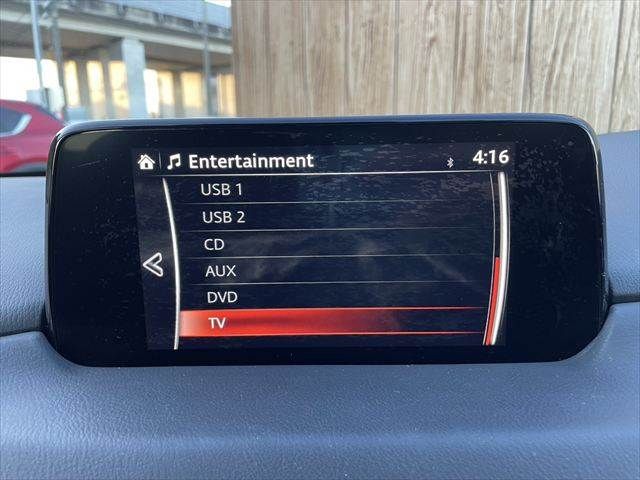 Entertainment 4:16
USB 1
USB 2
CD
AUX
DVD
TV